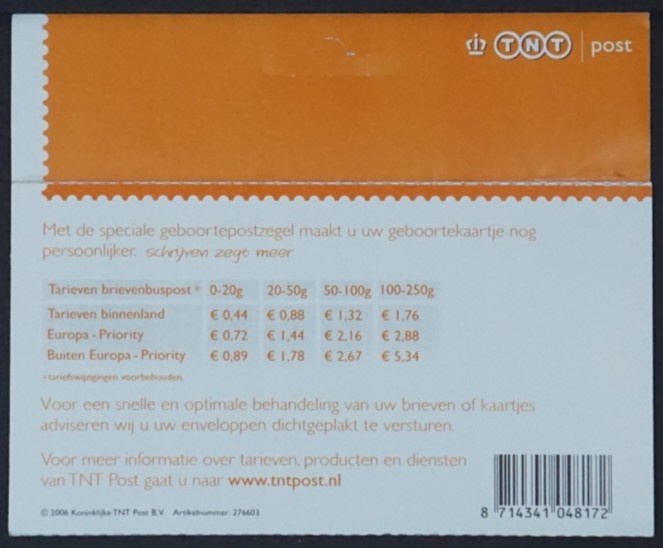 TNT post
Met de speciale geboortepostzegel maakt u uw geboortekaartje nog
persoonlijker. schrijven zegt meer
Tarieven brievenbuspost * 0-20g 20-50g 50-100g 100-250g
Tarieven binnenland € 0,44 € 0,88 € 1,32 € 1,76
Europa - Priority € 0,72 € 1,44 € 2,16 € 2,88
Buiten Europa - Priority € 0,89 € 1,78 € 2,67 € 5,34
* tariefswijzigingen voorbehouden.
Voor een snelle en optimale behandeling van uw brieven of kaartjes
adviseren wij u uw enveloppen dichtgeplakt te versturen.
Voor meer informatie over tarieven, producten en diensten
van TNT Post gaat u naar www.tntpost.nl
© 2006 Koninklijke TNT Post B.V. Artikelnummer: 276603
8 714341 048172